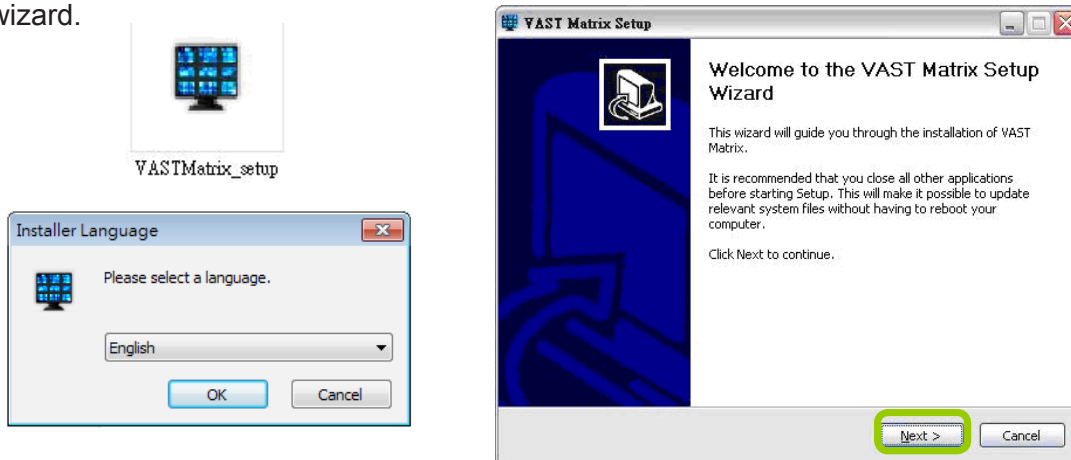 wizard.
VASTMatrix_setup
Installer Language
Please select a language.
English
OK
Cancel
VAST Matrix Setup
Welcome to the VAST Matrix Setup
Wizard
This wizard will guide you through the installation of VAST
Matrix.
It is recommended that you close all other applications
before starting Setup. This will make it possible to update
relevant system files without having to reboot your
computer.
Click Next to continue.
Next >
Cancel